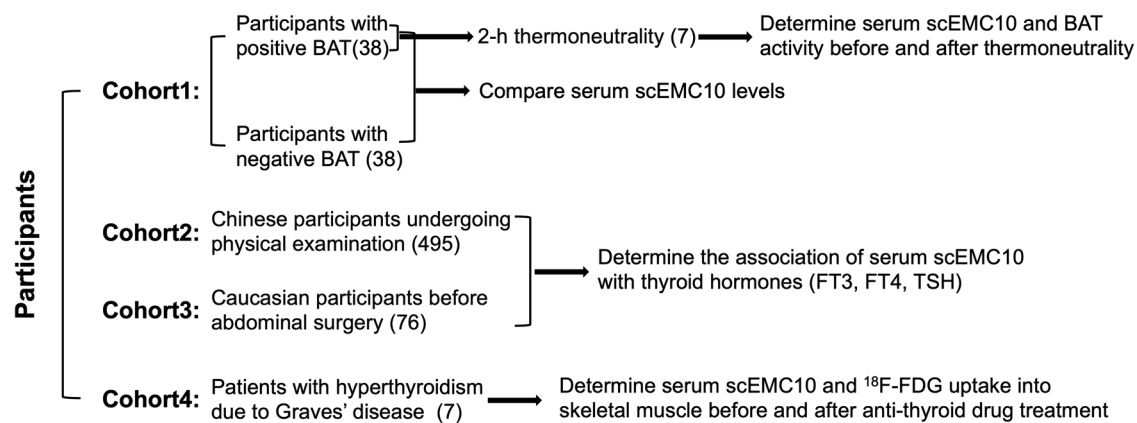 Participants
Cohort1:
Participants with
positive BAT(38)
2-h thermoneutrality (7)
Determine serum scEMC10 and BAT
activity before and after thermoneutrality
Compare serum scEMC10 levels
Participants with
negative BAT (38)
Cohort2:
Chinese participants undergoing
physical examination (495)
Cohort3:
Caucasian participants before
abdominal surgery (76)
Determine the association of serum scEMC10
with thyroid hormones (FT3, FT4, TSH)
Cohort4:
Patients with hyperthyroidism
due to Graves’ disease (7)
Determine serum scEMC10 and ¹⁸F-FDG uptake into
skeletal muscle before and after anti-thyroid drug treatment